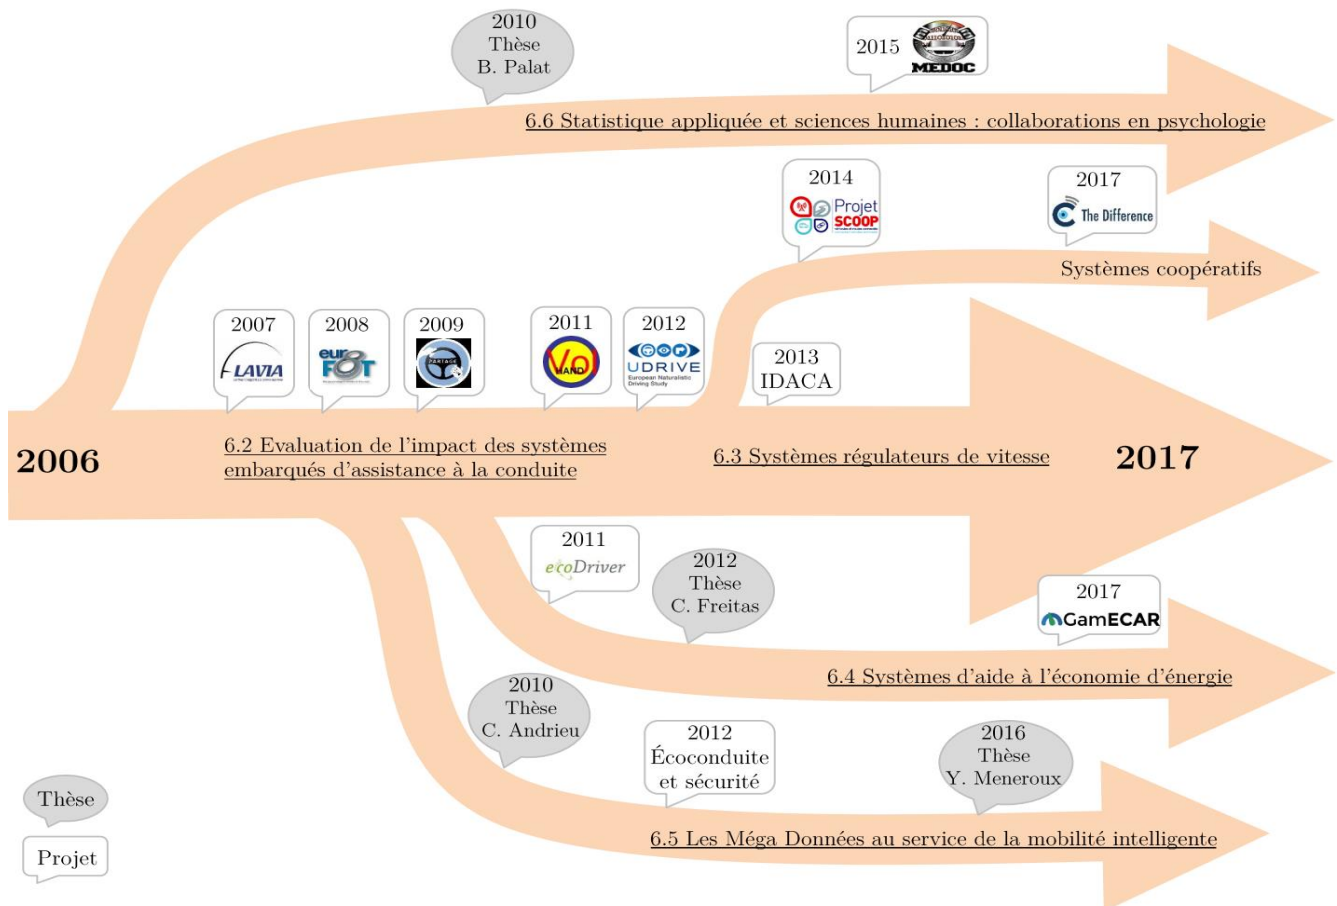 2010
Thèse
B. Palat
2015
MEDOC
6.6 Statistique appliquée et sciences humaines : collaborations en psychologie
2014
Projet
SCOOP
2017
The Difference
Systèmes coopératifs
2007
LAVIA
2008
euroFOT
2009
PARTAGE
2011
Vol
HAND
2012
UDRIVE
European Naturalistic
Driving Study
2013
IDACA
2006
6.2 Evaluation de l'impact des systèmes
embarqués d'assistance à la conduite
6.3 Systèmes régulateurs de vitesse
2017
2011
ecoDriver
2012
Thèse
C. Freitas
2017
GamECAR
6.4 Systèmes d'aide à l'économie d'énergie
2010
Thèse
C. Andrieu
2012
Écoconduite
et sécurité
2016
Thèse
Y. Meneroux
6.5 Les Méga Données au service de la mobilité intelligente
Thèse
Projet